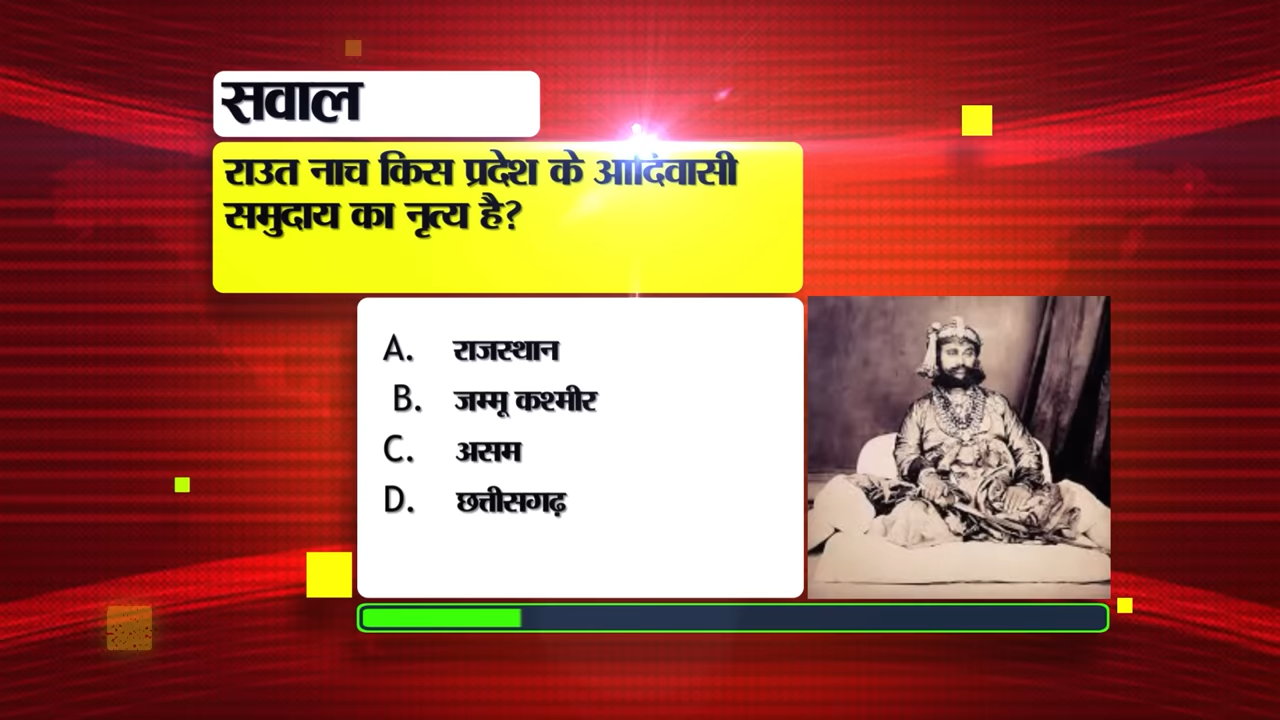 सवाल
राउत नाच किस प्रदेश के आदिवासी
समुदाय का नृत्य है?
A. राजस्थान
B. जम्मू कश्मीर
C. असम
D. छत्तीसगढ़